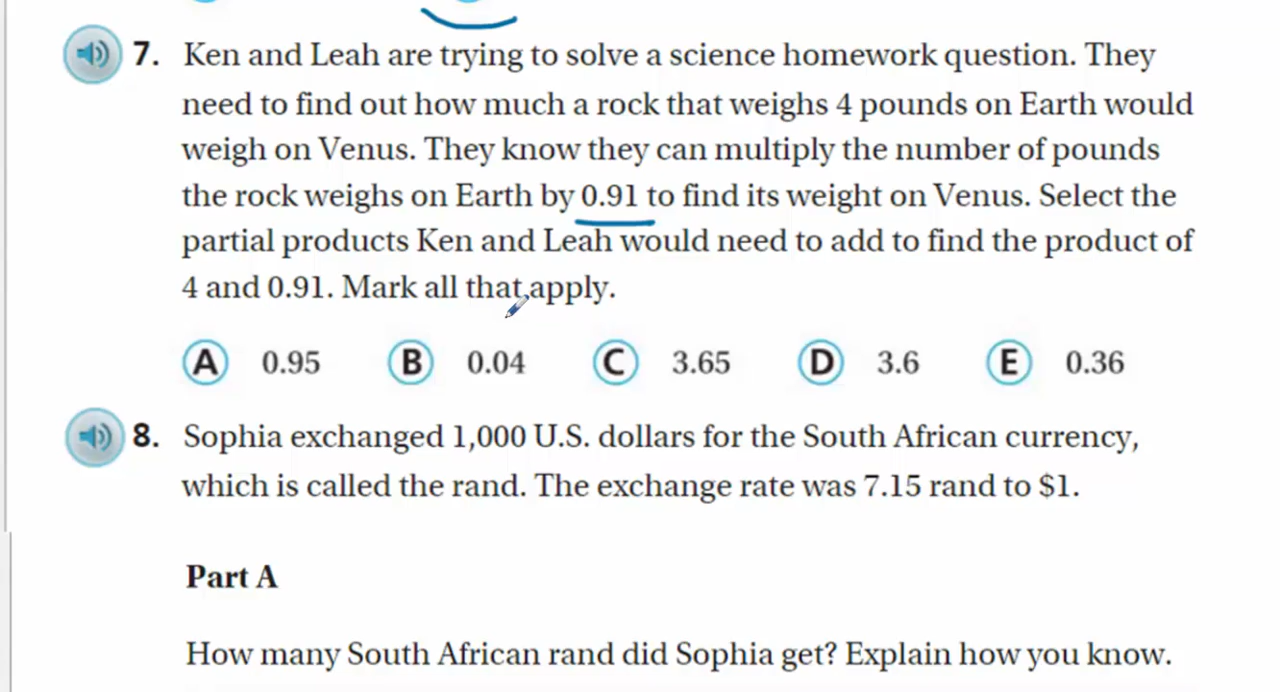 7. Ken and Leah are trying to solve a science homework question. They
need to find out how much a rock that weighs 4 pounds on Earth would
weigh on Venus. They know they can multiply the number of pounds
the rock weighs on Earth by 0.91 to find its weight on Venus. Select the
partial products Ken and Leah would need to add to find the product of
4 and 0.91. Mark all that apply.
A 0.95 B 0.04 C 3.65 D 3.6 E 0.36
8. Sophia exchanged 1,000 U.S. dollars for the South African currency,
which is called the rand. The exchange rate was 7.15 rand to $1.
Part A
How many South African rand did Sophia get? Explain how you know.